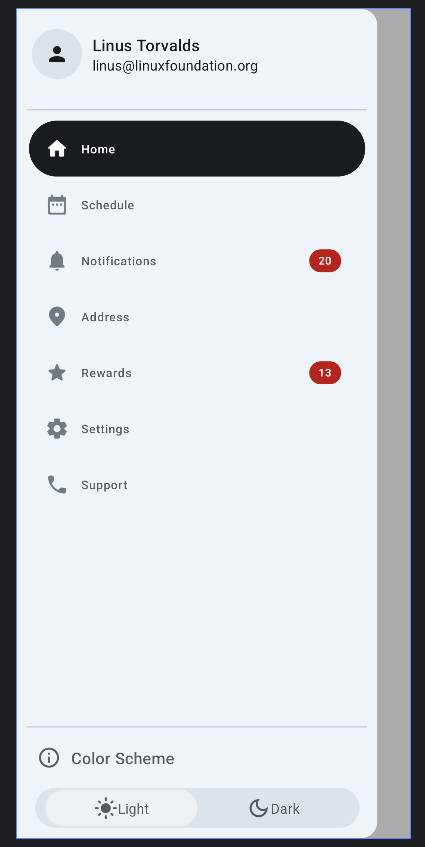 Linus Torvalds
linus@linuxfoundation.org
Home
Schedule
Notifications 20
Address
Rewards 13
Settings
Support
Color Scheme
Light Dark